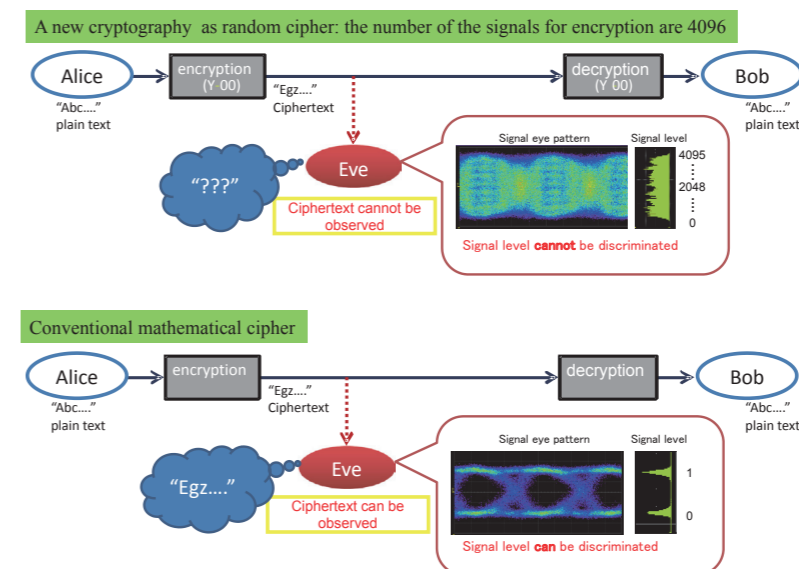 A new cryptography as random cipher: the number of the signals for encryption are 4096
Alice
"Abc...."
plain text
encryption
(Y-00)
"Egz...."
Ciphertext
decryption
(Y-00)
Bob
"Abc...."
plain text
"???"
Eve
Ciphertext cannot be
observed
Signal eye pattern
Signal level
4095
2048
0
Signal level cannot be discriminated
Conventional mathematical cipher
Alice
"Abc...."
plain text
encryption
"Egz...."
Ciphertext
decryption
Bob
"Abc...."
plain text
"Egz...."
Eve
Ciphertext can be
observed
Signal eye pattern
Signal level
1
0
Signal level can be discriminated